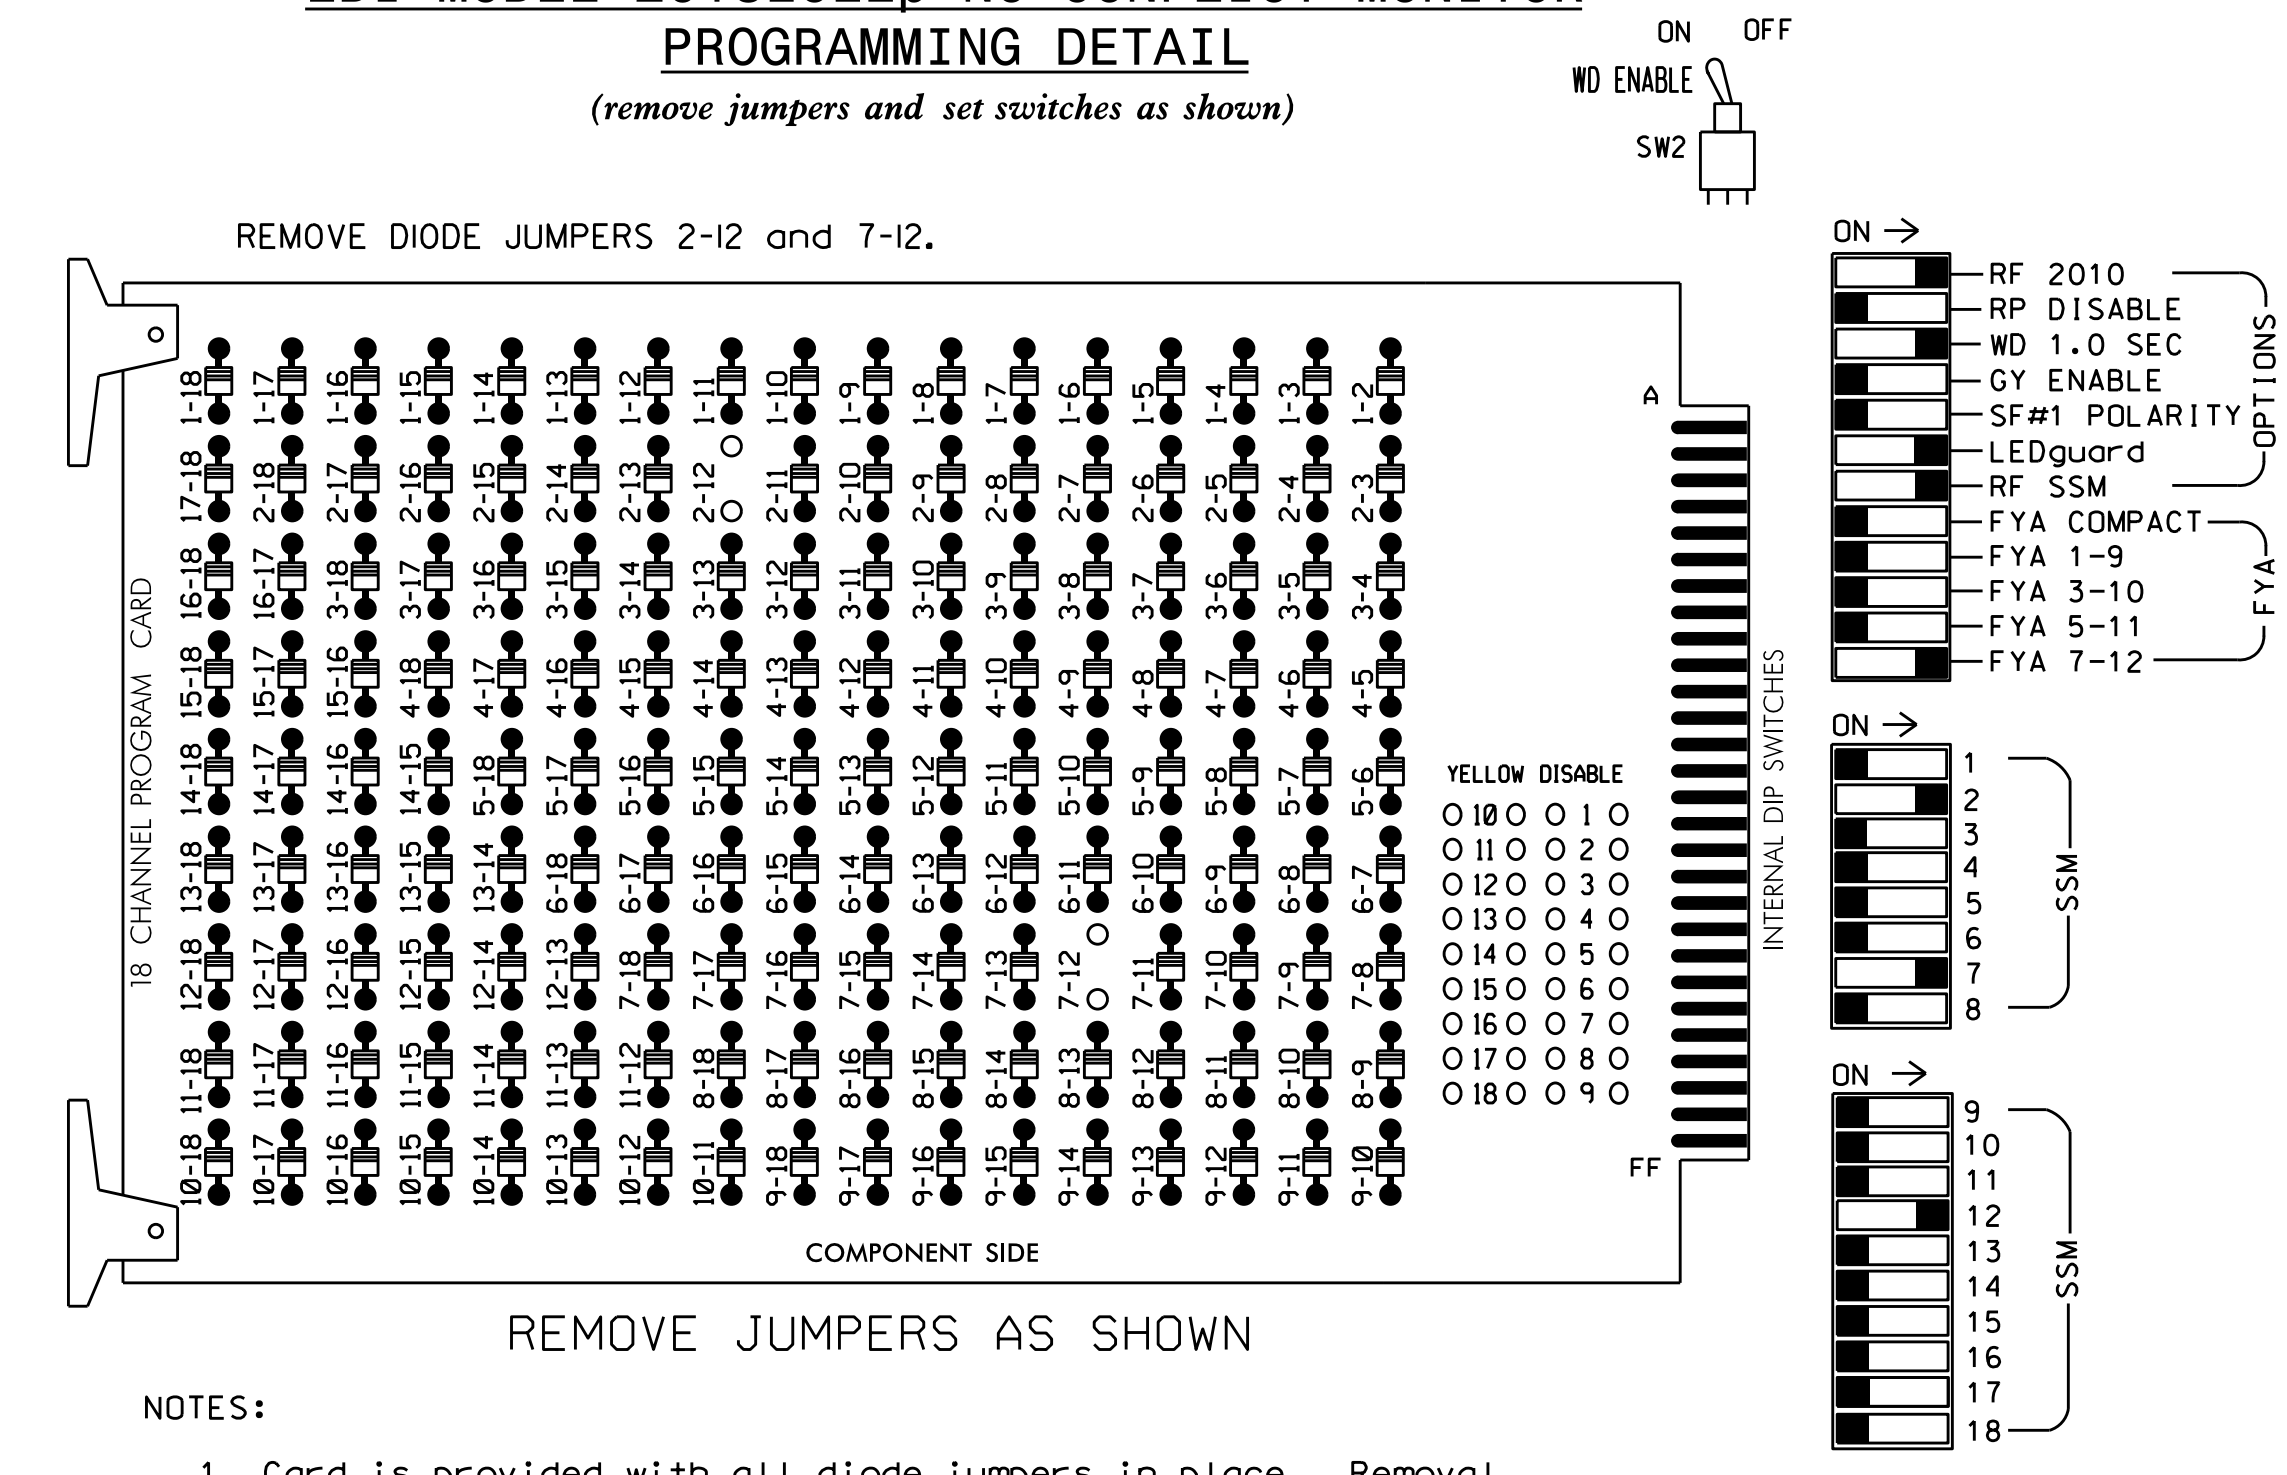 PROGRAMMING DETAIL
(remove jumpers and set switches as shown)
ON OFF
WD ENABLE
SW2
REMOVE DIODE JUMPERS 2-12 and 7-12.
18 CHANNEL PROGRAM CARD
1-18 1-17 1-16 1-15 1-14 1-13 1-12 1-11 1-10 1-9 1-8 1-7 1-6 1-5 1-4 1-3 1-2
17-18 2-18 2-17 2-16 2-15 2-14 2-13 2-12 2-11 2-10 2-9 2-8 2-7 2-6 2-5 2-4 2-3
16-18 16-17 3-18 3-17 3-16 3-15 3-14 3-13 3-12 3-11 3-10 3-9 3-8 3-7 3-6 3-5 3-4
15-18 15-17 15-16 4-18 4-17 4-16 4-15 4-14 4-13 4-12 4-11 4-10 4-9 4-8 4-7 4-6 4-5
14-18 14-17 14-16 14-15 5-18 5-17 5-16 5-15 5-14 5-13 5-12 5-11 5-10 5-9 5-8 5-7 5-6
13-18 13-17 13-16 13-15 13-14 6-18 6-17 6-16 6-15 6-14 6-13 6-12 6-11 6-10 6-9 6-8 6-7
12-18 12-17 12-16 12-15 12-14 12-13 7-18 7-17 7-16 7-15 7-14 7-13 7-12 7-11 7-10 7-9 7-8
11-18 11-17 11-16 11-15 11-14 11-13 11-12 8-18 8-17 8-16 8-15 8-14 8-13 8-12 8-11 8-10 8-9
10-18 10-17 10-16 10-15 10-14 10-13 10-12 10-11 9-18 9-17 9-16 9-15 9-14 9-13 9-12 9-11 9-10
A
FF
YELLOW DISABLE
10 1
11 2
12 3
13 4
14 5
15 6
16 7
17 8
18 9
COMPONENT SIDE
INTERNAL DIP SWITCHES
ON
RF 2010
RP DISABLE
WD 1.0 SEC
GY ENABLE
SF#1 POLARITY
LEDguard
RF SSM
OPTIONS
FYA COMPACT
FYA 1-9
FYA 3-10
FYA 5-11
FYA 7-12
FYA
ON
1
2
3
4
5
6
7
8
SSM
ON
9
10
11
12
13
14
15
16
17
18
SSM
REMOVE JUMPERS AS SHOWN
NOTES:
1. Card is provided with all diode jumpers in place. Removal